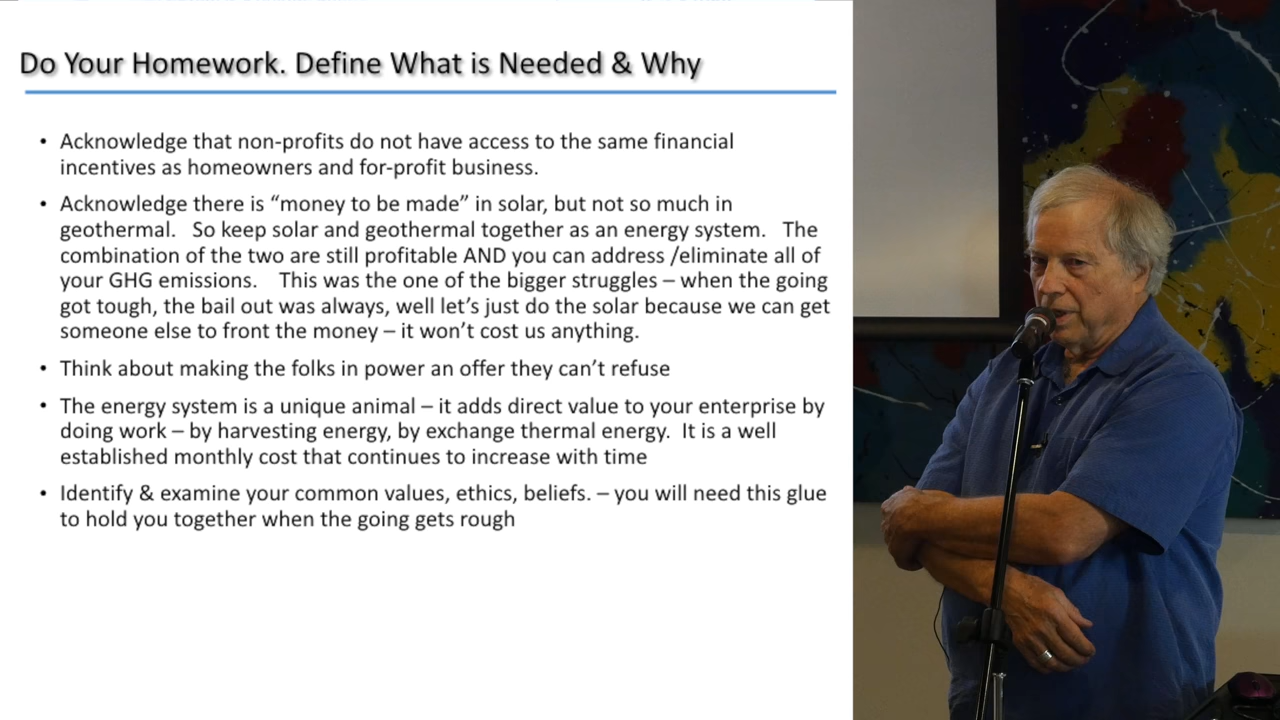 Do Your Homework. Define What is Needed & Why
• Acknowledge that non-profits do not have access to the same financial
incentives as homeowners and for-profit business.
• Acknowledge there is “money to be made” in solar, but not so much in
geothermal.   So keep solar and geothermal together as an energy system.   The
combination of the two are still profitable AND you can address /eliminate all of
your GHG emissions.    This was the one of the bigger struggles – when the going
got tough, the bail out was always, well let’s just do the solar because we can get
someone else to front the money – it won’t cost us anything.
• Think about making the folks in power an offer they can’t refuse
• The energy system is a unique animal – it adds direct value to your enterprise by
doing work – by harvesting energy, by exchange thermal energy.  It is a well
established monthly cost that continues to increase with time
• Identify & examine your common values, ethics, beliefs. – you will need this glue
to hold you together when the going gets rough